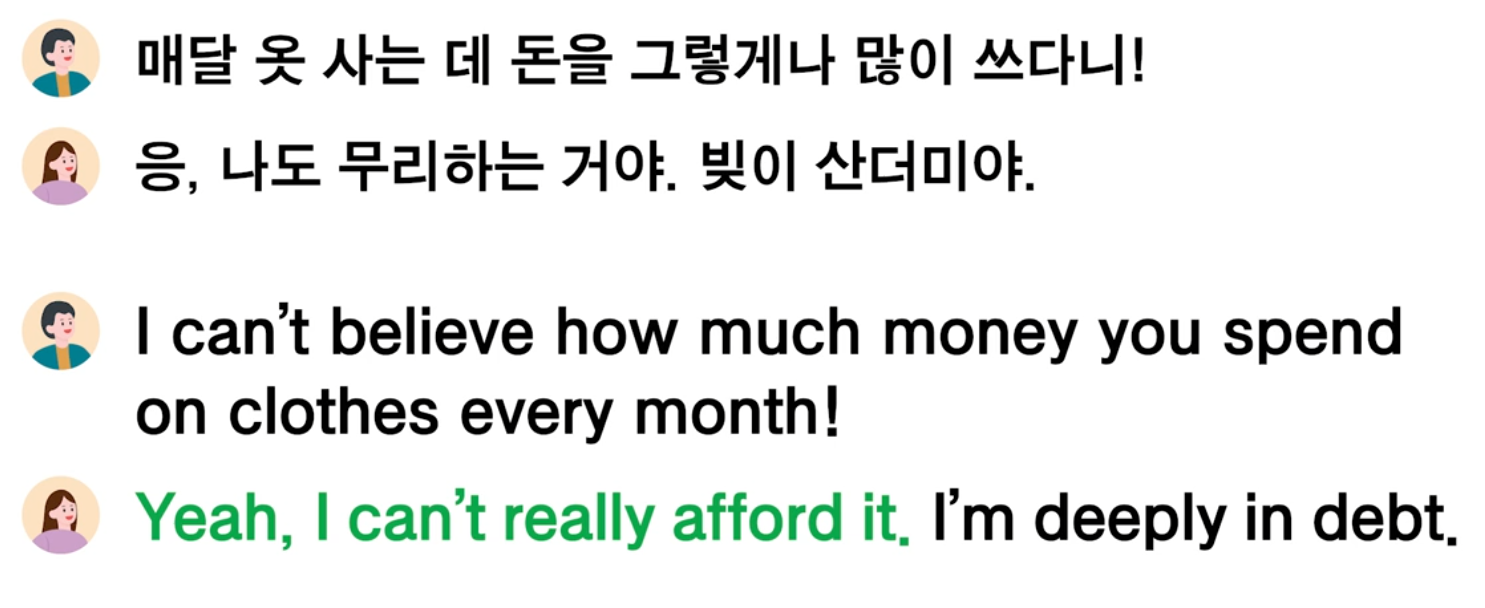 매달 옷 사는 데 돈을 그렇게나 많이 쓰다니!
응, 나도 무리하는 거야. 빚이 산더미야.
I can’t believe how much money you spend
on clothes every month!
Yeah, I can’t really afford it. I’m deeply in debt.